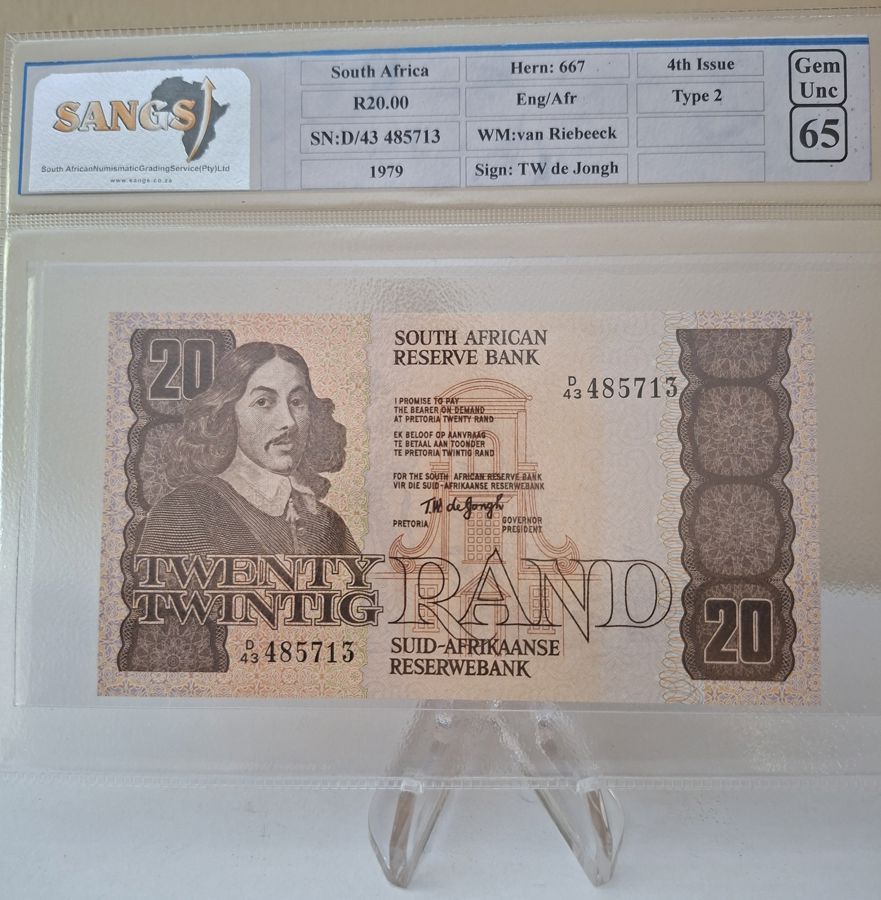 SANGS
South AfricanNumismaticGradingService(Pty)Ltd
www.sangs.co.za
South Africa
Hern: 667
4th Issue
R20.00
Eng/Afr
Type 2
SN:D/43 485713
WM:van Riebeeck
1979
Sign: TW de Jongh
Gem
Unc
65
20
SOUTH AFRICAN
RESERVE BANK
D/43 485713
I PROMISE TO PAY
THE BEARER ON DEMAND
AT PRETORIA TWENTY RAND
EK BELOOF OP AANVRAAG
TE BETAAL AAN TOONDER
TE PRETORIA TWINTIG RAND
FOR THE SOUTH AFRICAN RESERVE BANK
VIR DIE SUID-AFRIKAANSE RESERWEBANK
T.W. de Jongh
PRETORIA
GOVERNOR
PRESIDENT
TWENTY
TWINTIG
RAND
D/43 485713
SUID-AFRIKAANSE
RESERWEBANK
20